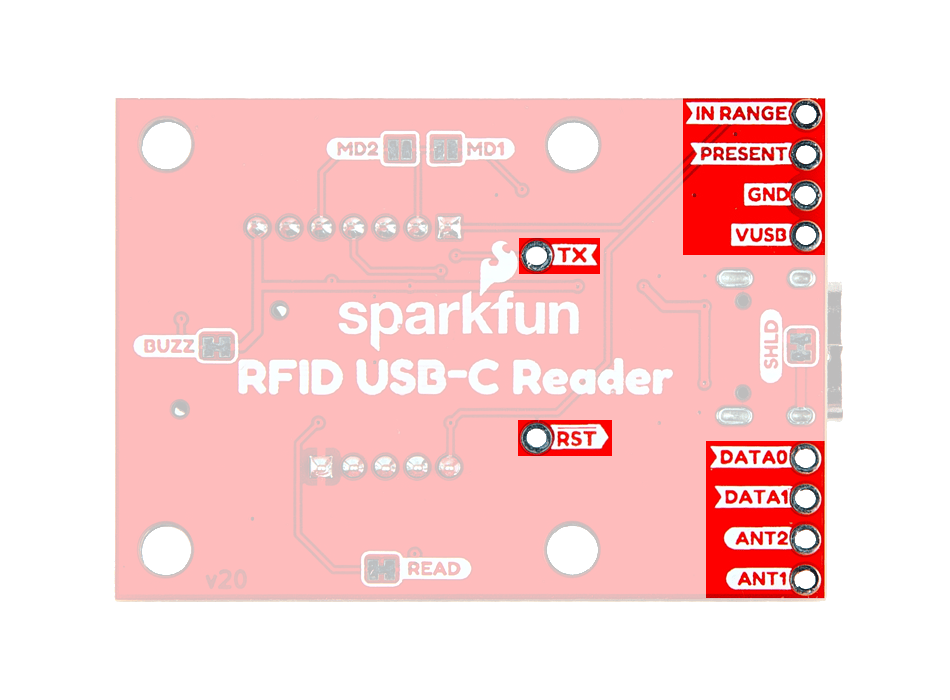 IN RANGE
PRESENT
GND
VUSB
MD2
MD1
TX
sparkfun
RFID USB-C Reader
BUZZ
SHLD
RST
DATA0
DATA1
ANT2
ANT1
READ
v20